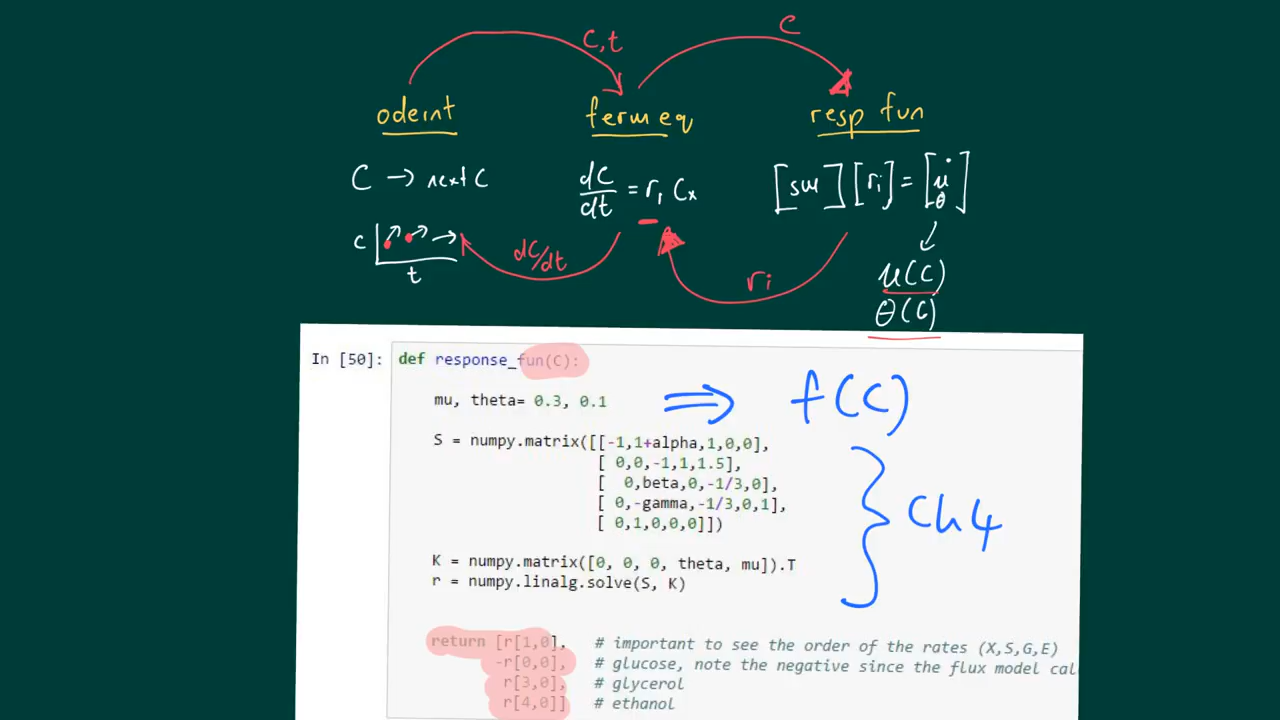 C,t
C
odeint
ferm eq
resp fun
C → next C
dC/dt = r, Cx
[sm] [ri] = [μ θ]
C
t
dC/dt
ri
μ(C)
θ(C)
In [50]: def response_fun(C):
mu, theta= 0.3, 0.1
⇒ f(C)
S = numpy.matrix([[-1,1+alpha,1,0,0],
[ 0,0,-1,1,1.5],
[ 0,beta,0,-1/3,0],
[ 0,-gamma,-1/3,0,1],
[ 0,1,0,0,0]])
Ch4
K = numpy.matrix([0, 0, 0, theta, mu]).T
r = numpy.linalg.solve(S, K)
return [r[1,0], # important to see the order of the rates (X,S,G,E)
-r[0,0], # glucose, note the negative since the flux model cal
r[3,0], # glycerol
r[4,0]] # ethanol